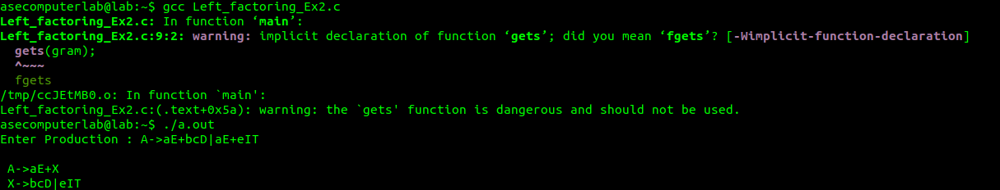 asecomputerlab@lab:~$ gcc Left_factoring_Ex2.c
Left_factoring_Ex2.c: In function ‘main’:
Left_factoring_Ex2.c:9:2: warning: implicit declaration of function ‘gets’; did you mean ‘fgets’? [-Wimplicit-function-declaration]
  gets(gram);
  ^~~~
  fgets
/tmp/ccJEtMB0.o: In function `main':
Left_factoring_Ex2.c:(.text+0x5a): warning: the `gets' function is dangerous and should not be used.
asecomputerlab@lab:~$ ./a.out
Enter Production : A->aE+bcD|aE+eIT

 A->aE+X
 X->bcD|eIT